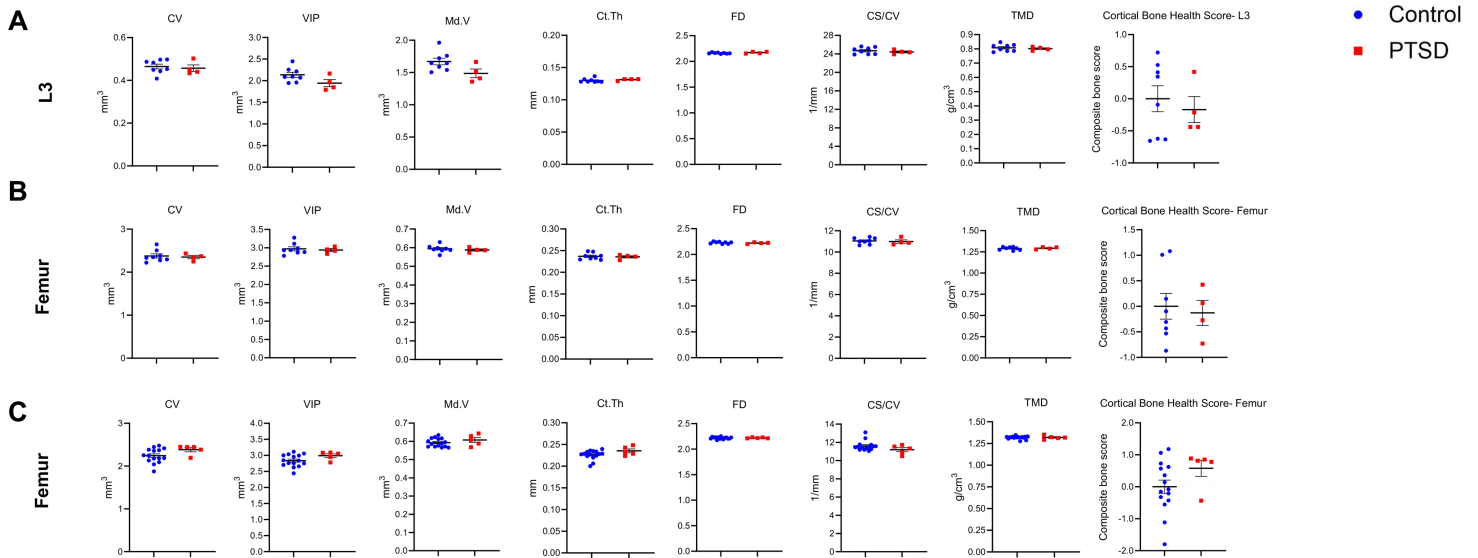 A
CV
VIP
Md.V
Ct.Th
FD
CS/CV
TMD
Cortical Bone Health Score- L3
Control
PTSD
L3
mm³
0.6
0.4
0.2
0.0
mm³
3.0
2.5
2.0
1.5
1.0
0.5
0.0
mm³
2.0
1.5
1.0
0.5
0.0
mm
0.20
0.15
0.10
0.05
0.00
2.5
2.0
1.5
1.0
0.5
0.0
1/mm
28
24
20
16
12
8
4
0
g/cm³
0.9
0.8
0.7
0.6
0.5
0.4
0.3
0.2
0.1
0.0
Composite bone score
1.0
0.5
0.0
-0.5
-1.0
B
CV
VIP
Md.V
Ct.Th
FD
CS/CV
TMD
Cortical Bone Health Score- Femur
Femur
mm³
3
2
1
0
mm³
3.5
3.0
2.5
2.0
1.5
1.0
0.5
0.0
mm³
0.7
0.6
0.5
0.4
0.3
0.2
0.1
0.0
mm
0.30
0.25
0.20
0.15
0.10
0.05
0.00
2.5
2.0
1.5
1.0
0.5
0.0
1/mm
12
10
8
6
4
2
0
g/cm³
1.50
1.25
1.00
0.75
0.50
0.25
0.00
Composite bone score
1.5
1.0
0.5
0.0
-0.5
-1.0
C
CV
VIP
Md.V
Ct.Th
FD
CS/CV
TMD
Cortical Bone Health Score- Femur
Femur
mm³
3
2
1
0
mm³
4.0
3.5
3.0
2.5
2.0
1.5
1.0
0.5
0.0
mm³
0.7
0.6
0.5
0.4
0.3
0.2
0.1
0.0
mm
0.30
0.25
0.20
0.15
0.10
0.05
0.00
2.5
2.0
1.5
1.0
0.5
0.0
1/mm
14
12
10
8
6
4
2
0
g/cm³
1.50
1.25
1.00
0.75
0.50
0.25
0.00
Composite bone score
2.0
1.0
0.0
-1.0
-2.0